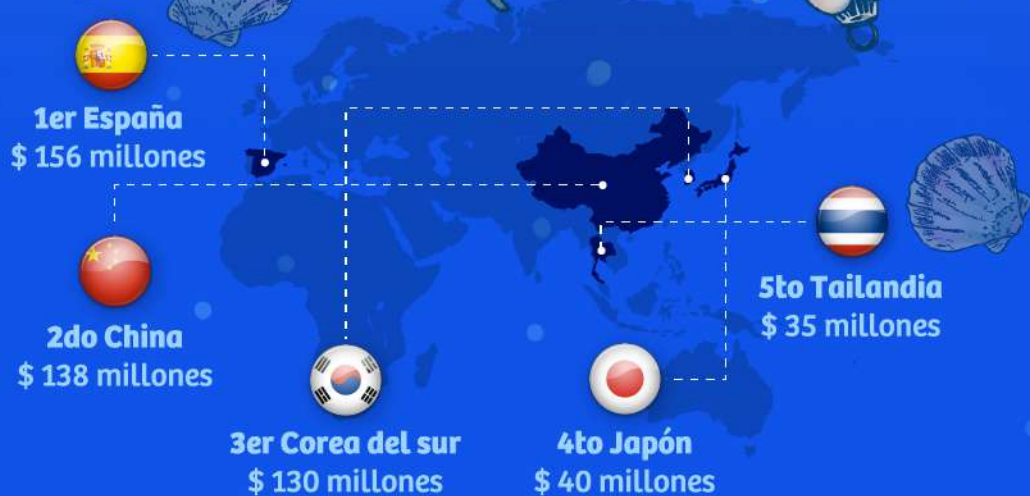 1er España
$ 156 millones
2do China
$ 138 millones
3er Corea del sur
$ 130 millones
4to Japón
$ 40 millones
5to Tailandia
$ 35 millones